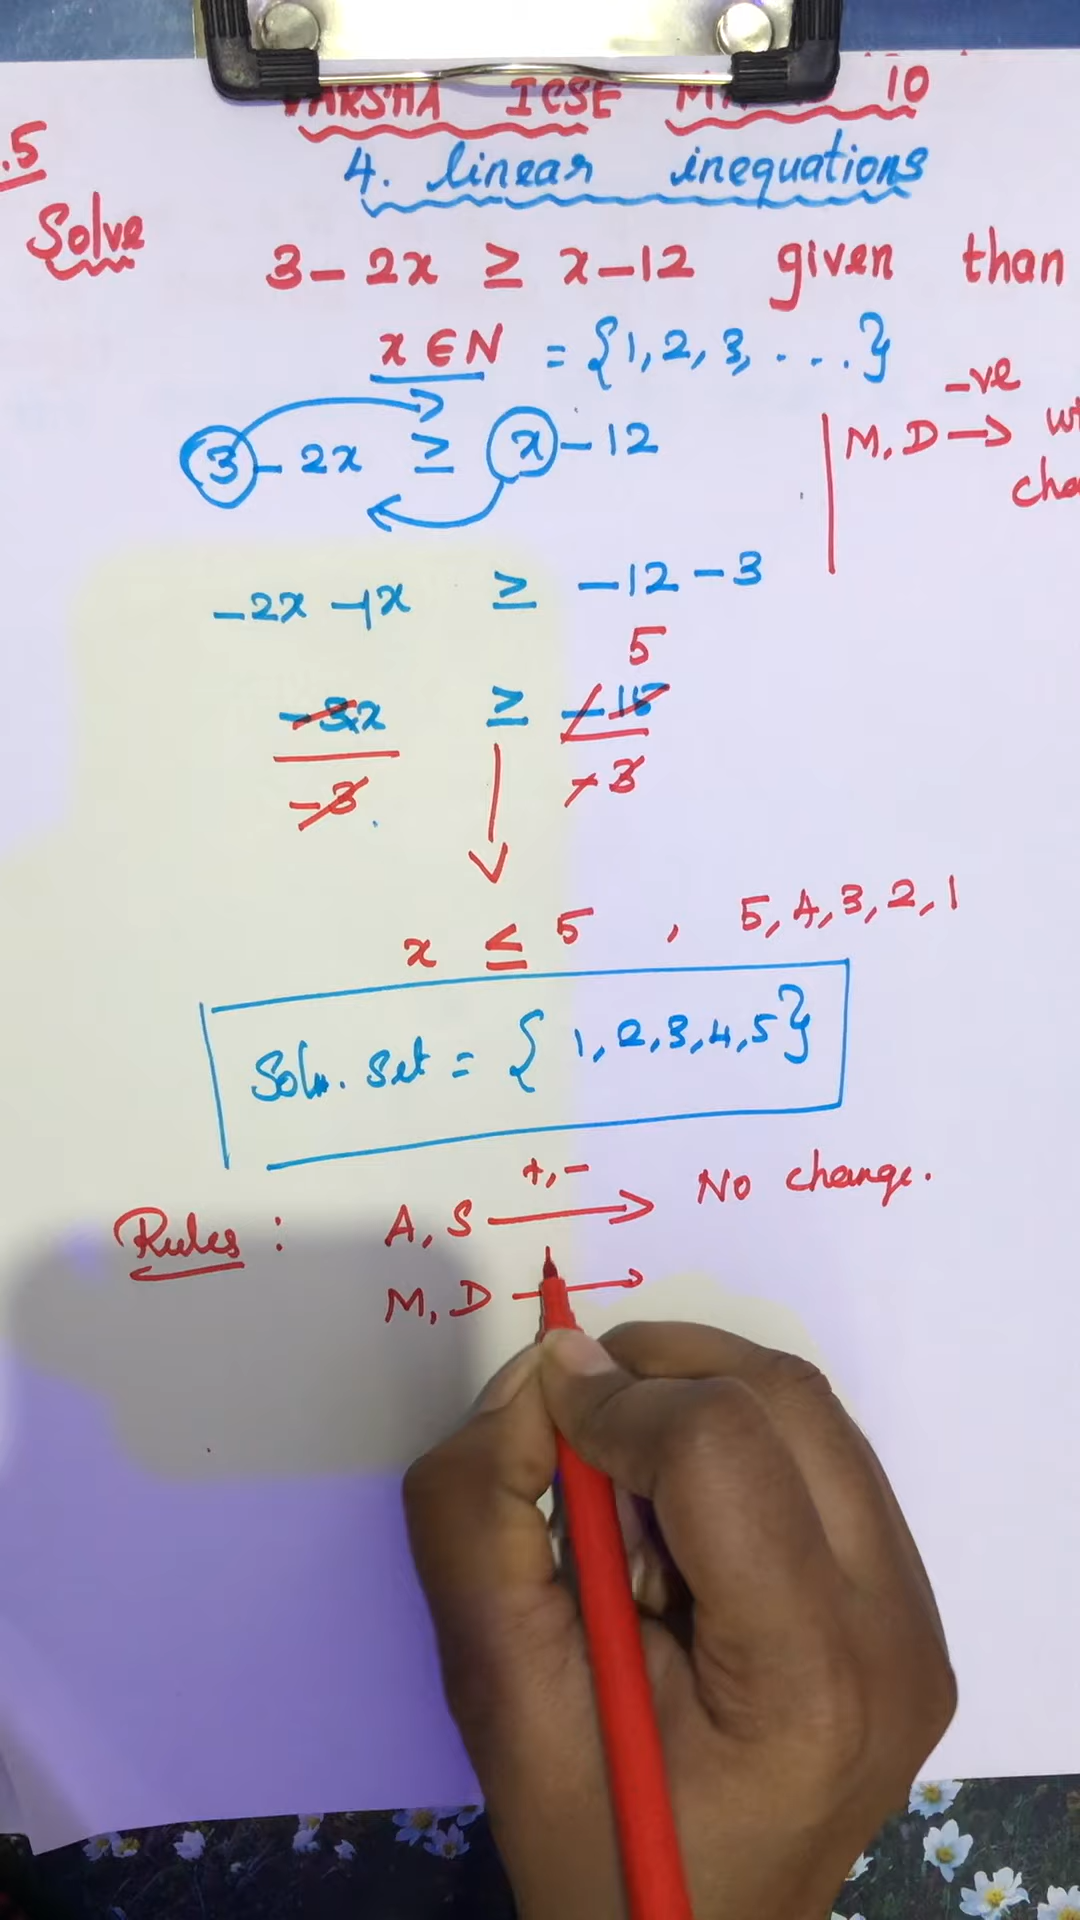 VARSHA ICSE 10
.5
4. linear inequations
Solve
3 - 2x ≥ x - 12 given than
x ∈ N = {1, 2, 3, ...}
3 - 2x ≥ x - 12
-ve
M, D →
-2x - 1x ≥ -12 - 3
5
-3x ≥ -15
-3 -3
x ≤ 5 , 5, 4, 3, 2, 1
Soln. Set = { 1, 2, 3, 4, 5 }
+, -
Rules : A, S → No change.
M, D →